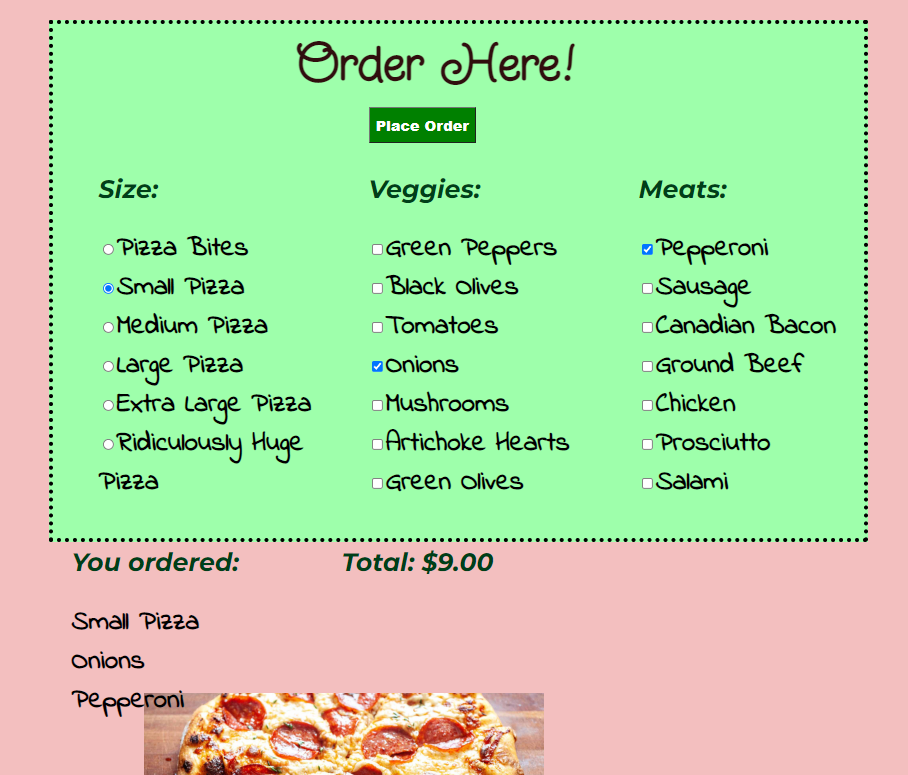 Order Here!
Place Order
Size:
Pizza Bites
Small Pizza
Medium Pizza
Large Pizza
Extra Large Pizza
Ridiculously Huge
Pizza
Veggies:
Green Peppers
Black Olives
Tomatoes
Onions
Mushrooms
Artichoke Hearts
Green Olives
Meats:
Pepperoni
Sausage
Canadian Bacon
Ground Beef
Chicken
Prosciutto
Salami
You ordered:
Total: $9.00
Small Pizza
Onions
Pepperoni